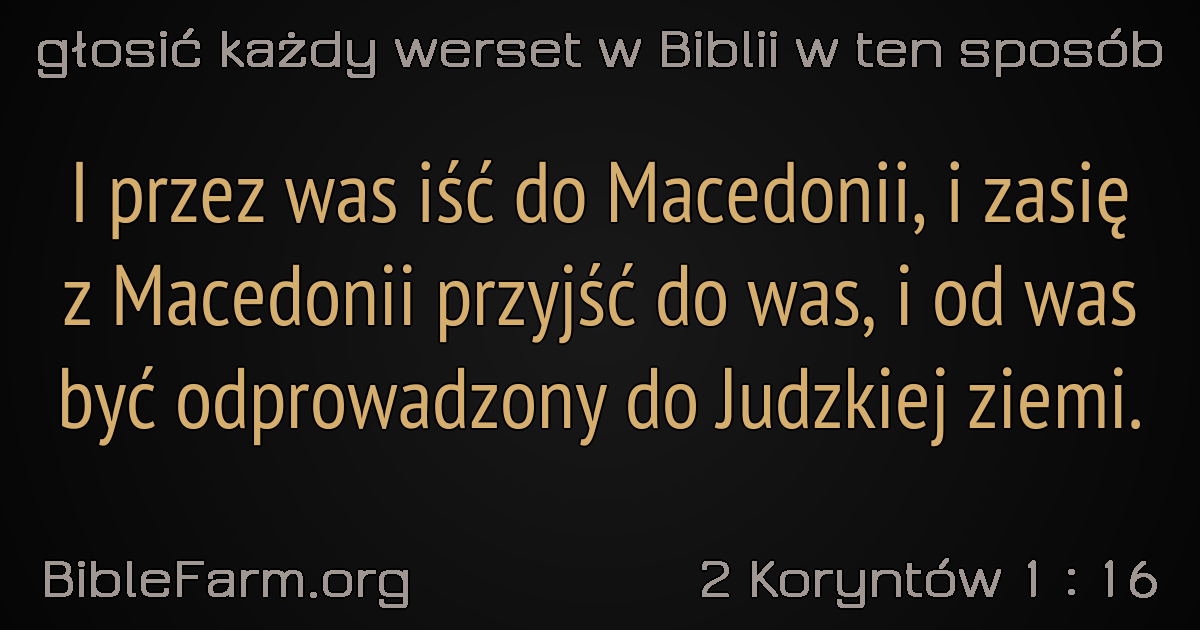 głosić każdy werset w Biblii w ten sposób
I przez was iść do Macedonii, i zasię
z Macedonii przyjść do was, i od was
być odprowadzony do Judzkiej ziemi.
BibleFarm.org
2 Koryntów 1 : 16